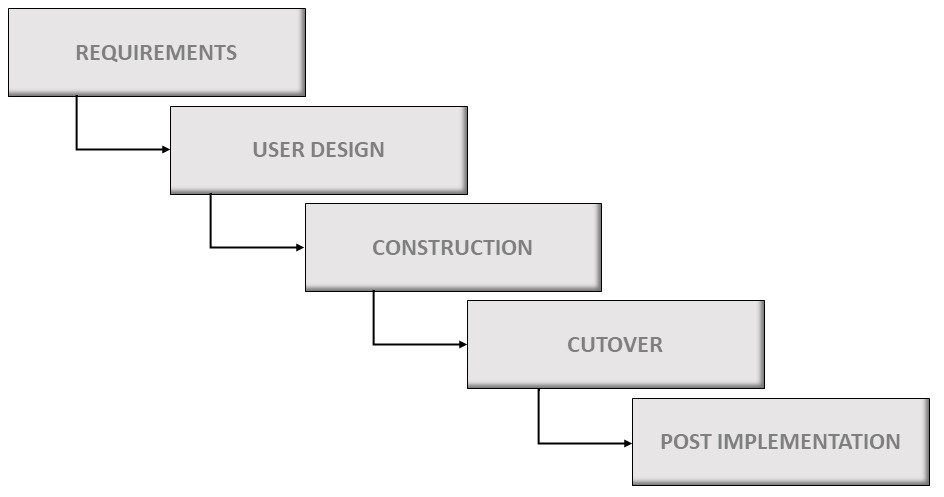 REQUIREMENTS
USER DESIGN
CONSTRUCTION
CUTOVER
POST IMPLEMENTATION